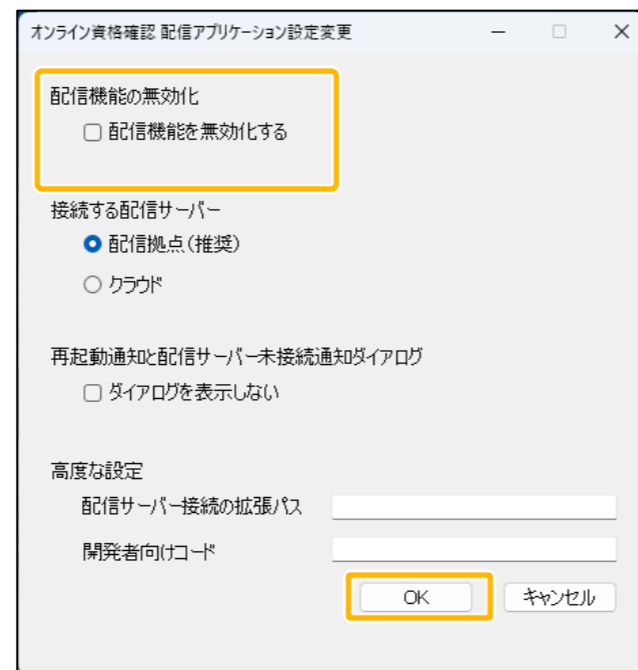 オンライン資格確認 配信アプリケーション設定変更
配信機能の無効化
配信機能を無効化する
接続する配信サーバー
配信拠点(推奨)
クラウド
再起動通知と配信サーバー未接続通知ダイアログ
ダイアログを表示しない
高度な設定
配信サーバー接続の拡張パス
開発者向けコード
OK キャンセル